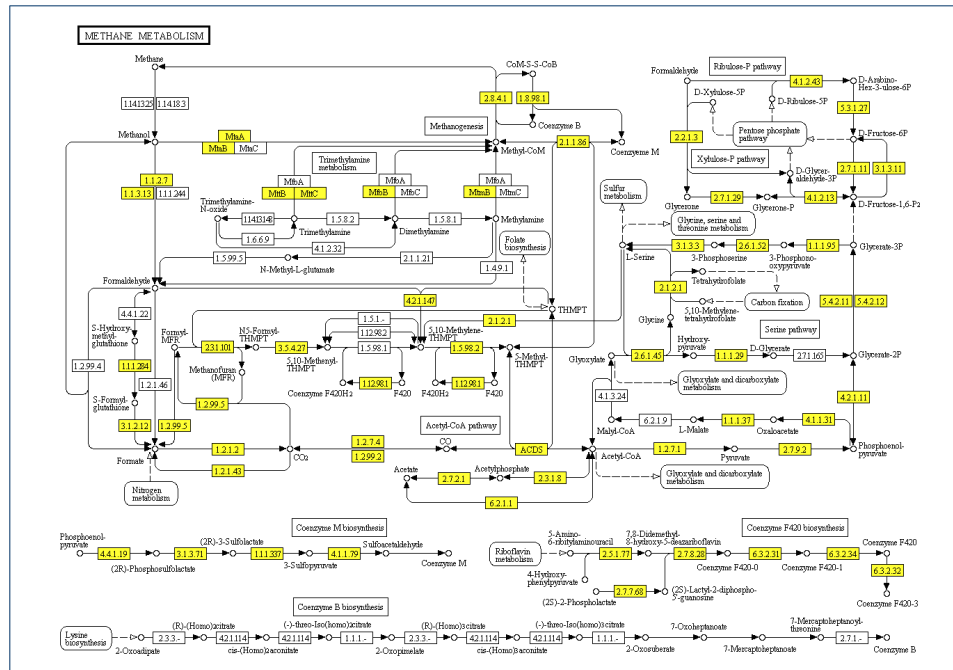 METHANE METABOLISM
Methane
CoM-S-S-CoB
Formaldehyde
Ribulose-P pathway
4.1.2.43
D-Arabino-
Hex-3-ulose-6P
1.14.13.25
1.14.18.3
2.8.4.1
1.8.98.1
D-Xylulose-5P
D-Ribulose-5P
5.3.1.27
Methanol
MtaA
MtaB
MtaC
Methanogenesis
Coenzyme B
Methyl-CoM
2.1.1.86
Coenzyme M
2.2.1.3
Pentose phosphate
pathway
D-Fructose-6P
Xylulose-P pathway
1.1.2.7
1.1.3.13
1.1.1.244
Trimethylamine
metabolism
MtbA
MttB
MttC
MtbA
MtbB
MtbC
MtbA
MtmB
MtmC
Sulfur
metabolism
D-Glycer-
aldehyde-3P
2.7.1.11
3.1.3.11
2.7.1.29
4.1.2.13
Glycerone
Glycerone-P
D-Fructose-1,6-P2
Trimethylamine-
N-oxide
1.14.13.148
1.6.6.9
Trimethylamine
1.5.8.2
Dimethylamine
1.5.8.1
Methylamine
4.1.2.32
Glycine, serine and
threonine metabolism
Folate
biosynthesis
1.5.99.5
N-Methyl-L-glutamate
2.1.1.21
1.4.9.1
L-Serine
3.1.3.3
3-Phosphoserine
2.6.1.52
3-Phosphono-
oxypyruvate
1.1.1.95
Glycerate-3P
Formaldehyde
4.2.1.147
THMPT
2.1.2.1
Tetrahydrofolate
Carbon fixation
5,10-Methylene-
tetrahydrofolate
5.4.2.11
5.4.2.12
4.4.1.22
S-Hydroxy-
methyl-
glutathione
Formyl-
MFR
N5-Formyl-
THMPT
2.3.1.101
3.5.4.27
1.5.1.-
1.12.98.2
1.5.98.1
5,10-Methenyl-
THMPT
5,10-Methylene-
THMPT
2.1.2.1
1.5.98.2
5-Methyl-
THMPT
Glycine
Serine pathway
Methanofuran
(MFR)
1.1.1.284
1.12.98.1
1.12.98.1
Coenzyme F420H2
F420
F420H2
F420
Glyoxylate
2.6.1.45
Hydroxy-
pyruvate
1.1.1.29
D-Glycerate
2.7.1.165
Glycerate-2P
1.2.99.4
1.2.1.46
1.2.99.5
S-Formyl-
glutathione
3.1.2.12
1.2.99.5
Glyoxylate and dicarboxylate
metabolism
4.1.3.24
4.2.1.11
Malyl-CoA
6.2.1.9
L-Malate
1.1.1.37
Oxaloacetate
4.1.1.31
Acetyl-CoA pathway
Formate
1.2.1.2
1.2.1.43
CO2
1.2.7.4
1.2.99.2
CO
ACDS
Acetyl-CoA
1.2.7.1
Pyruvate
2.7.9.2
Phosphoenol-
pyruvate
Nitrogen
metabolism
Acetate
2.7.2.1
Acetylphosphate
2.3.1.8
6.2.1.1
Glyoxylate and dicarboxylate
metabolism
Coenzyme M biosynthesis
Phosphoenol-
pyruvate
4.4.1.19
(2R)-Phosphosulfolactate
3.1.3.71
(2R)-3-Sulfolactate
1.1.1.337
3-Sulfopyruvate
4.1.1.79
Sulfoacetaldehyde
Coenzyme M
Coenzyme F420 biosynthesis
Riboflavin
metabolism
5-Amino-
6-ribitylaminouracil
2.5.1.77
4-Hydroxy-
phenylpyruvate
7,8-Didemethyl-
8-hydroxy-5-deazariboflavin
2.7.8.28
Coenzyme F420-0
6.3.2.31
Coenzyme F420-1
6.3.2.34
Coenzyme F420
6.3.2.32
Coenzyme F420-3
2.7.7.68
(2S)-2-Phospholactate
(2S)-Lactyl-2-diphospho-
5'-guanosine
Coenzyme B biosynthesis
Lysine
biosynthesis
2-Oxoadipate
2.3.3.-
(R)-(Homo)2citrate
4.2.1.114
cis-(Homo)2aconitate
4.2.1.114
(-)-threo-Iso(homo)2citrate
1.1.1.-
2-Oxopimelate
2.3.3.-
(R)-(Homo)3citrate
4.2.1.114
cis-(Homo)3aconitate
4.2.1.114
(-)-threo-Iso(homo)3citrate
1.1.1.-
2-Oxosuberate
7-Oxoheptanoate
7-Mercaptoheptanoate
7-Mercaptoheptanoyl-
threonine
2.7.1.-
Coenzyme B